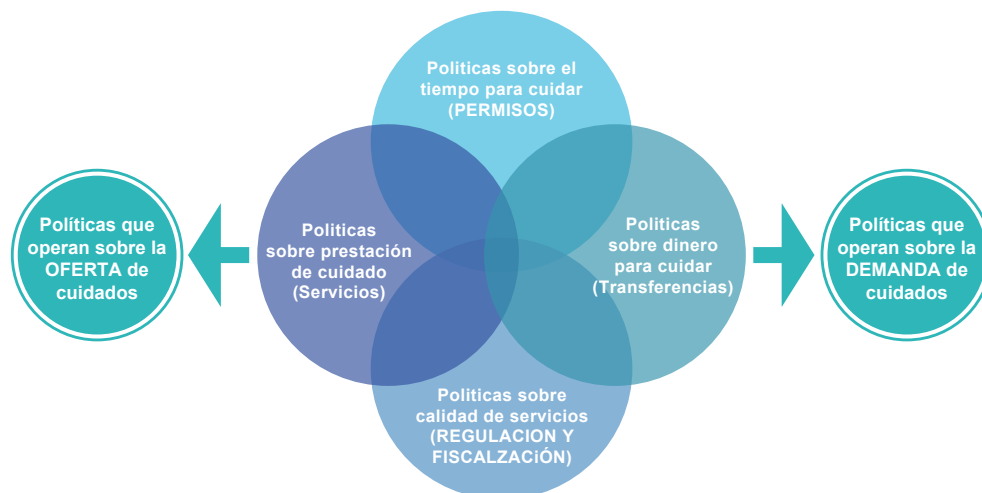 Politicas sobre el
tiempo para cuidar
(PERMISOS)
Políticas que
operan sobre la
OFERTA de
cuidados
Politicas
sobre prestación
de cuidado
(Servicios)
Politicas
sobre dinero
para cuidar
(Transferencias)
Políticas que
operan sobre la
DEMANDA de
cuidados
Politicas sobre
calidad de servicios
(REGULACION Y
FISCALZACiÓN)